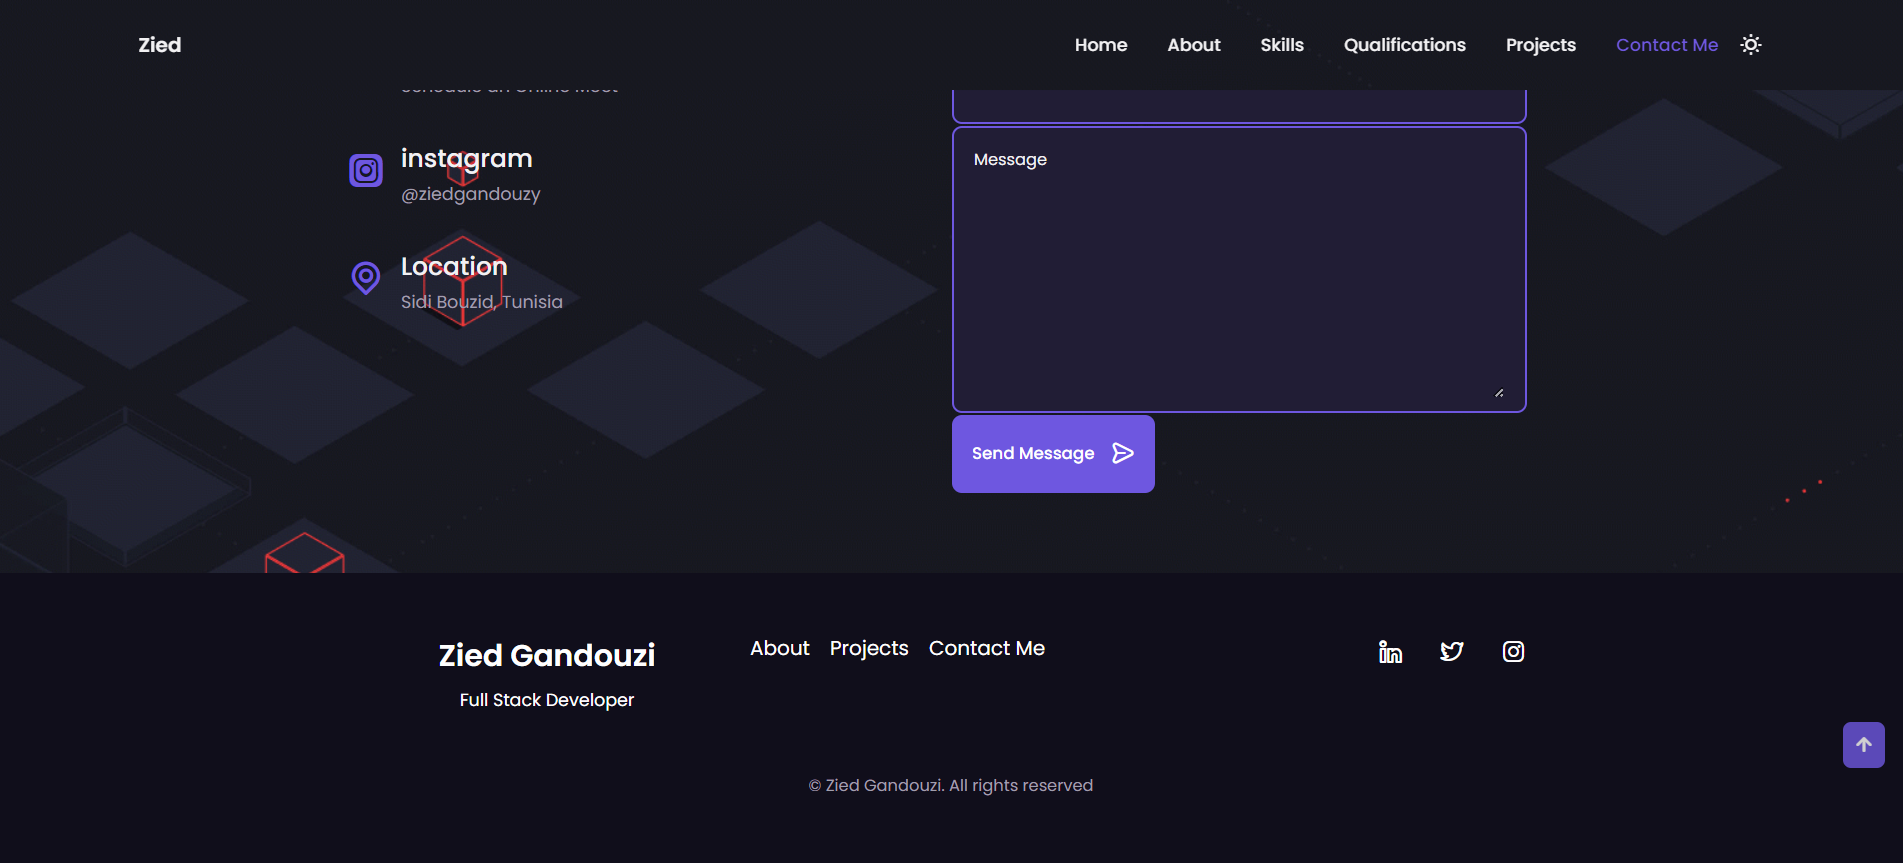 Zied
Home About Skills Qualifications Projects Contact Me
instagram
@ziedgandouzy
Location
Sidi Bouzid, Tunisia
Message
Send Message
Zied Gandouzi
Full Stack Developer
About Projects Contact Me
© Zied Gandouzi. All rights reserved